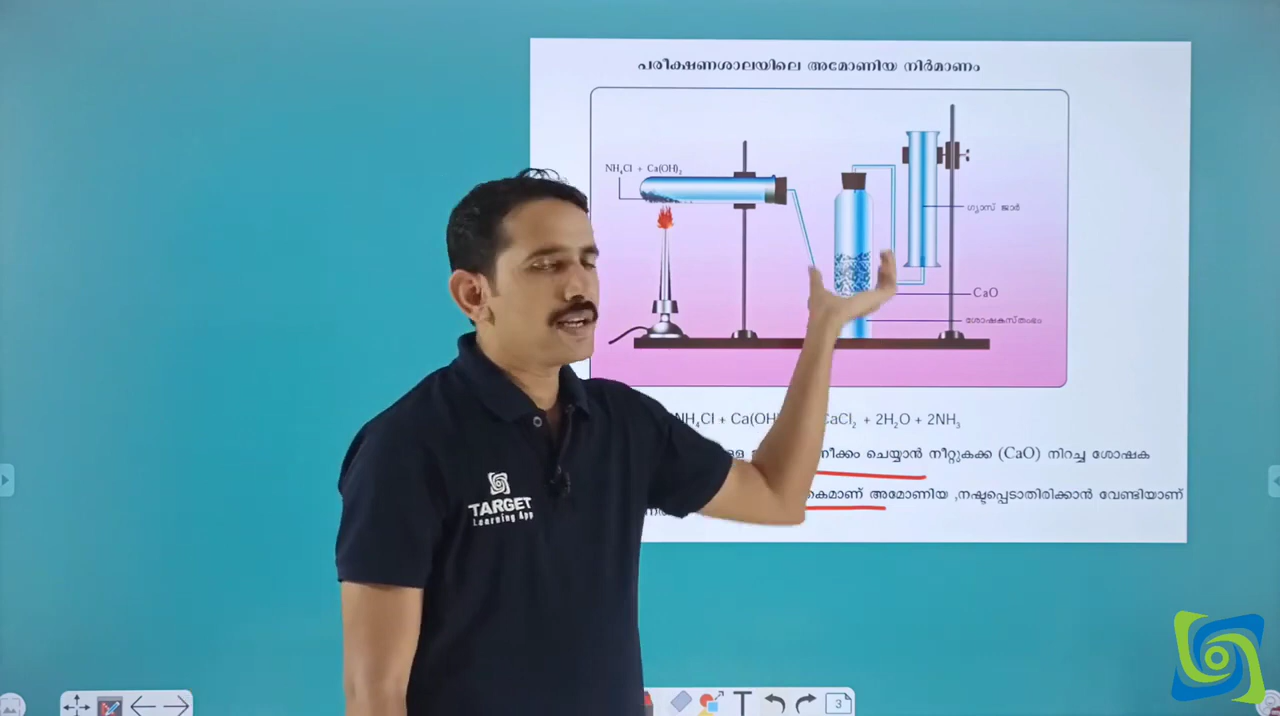 പരീക്ഷണശാലയിലെ അമോണിയ നിർമാണം
NH₄Cl + Ca(OH)₂
ഗ്യാസ് ജാർ
CaO
ശോഷകസ്തംഭം
NH₄Cl + Ca(OH CaCl₂ + 2H₂O + 2NH₃
നീക്കം ചെയ്യാൻ നീറ്റുകക്ക (CaO) നിറച്ച ശോഷക
അമോണിയ ,നഷ്ടപ്പെടാതിരിക്കാൻ വേണ്ടിയാണ്
TARGET
Learning App
T
3